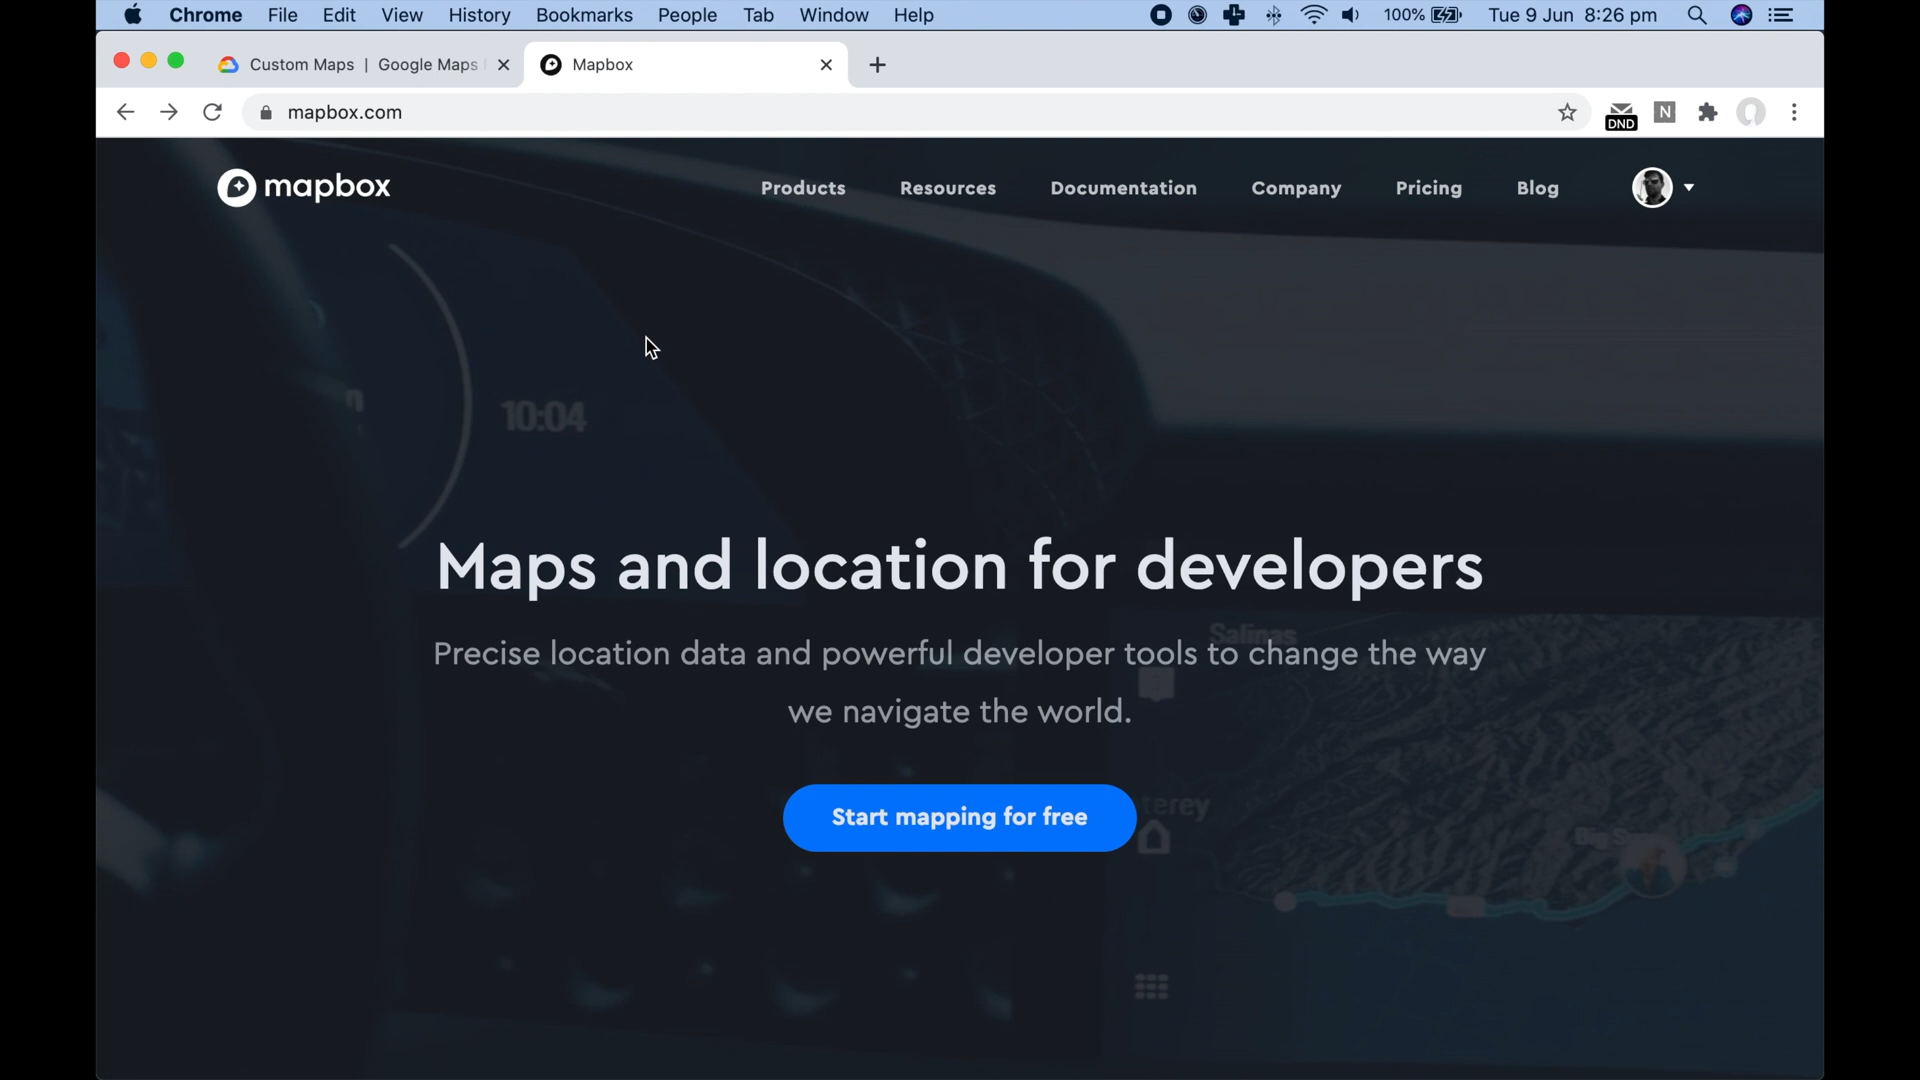 Chrome File Edit View History Bookmarks People Tab Window Help 100% Tue 9 Jun 8:26 pm
Custom Maps | Google Maps
Mapbox
mapbox.com
DND
N
mapbox
Products Resources Documentation Company Pricing Blog
10:04
Maps and location for developers
Salinas
Precise location data and powerful developer tools to change the way
we navigate the world.
terey
Start mapping for free